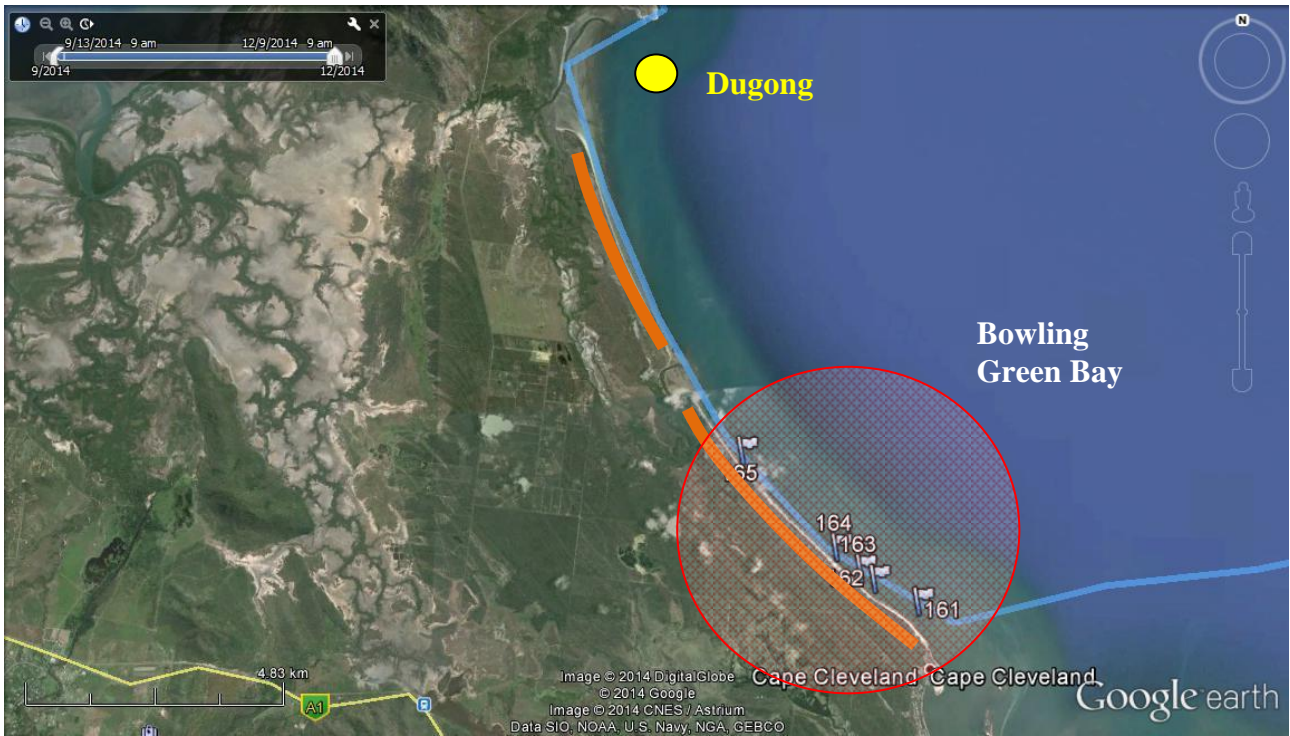 9/13/2014 9 am
12/9/2014 9 am
9/2014
12/2014
N
Dugong
Bowling
Green Bay
165
164
163
162
161
4.83 km
A1
Cape Cleveland Cape Cleveland
Image © 2014 DigitalGlobe
© 2014 Google
Image © 2014 CNES / Astrium
Data SIO, NOAA, U.S. Navy, NGA, GEBCO
Google earth